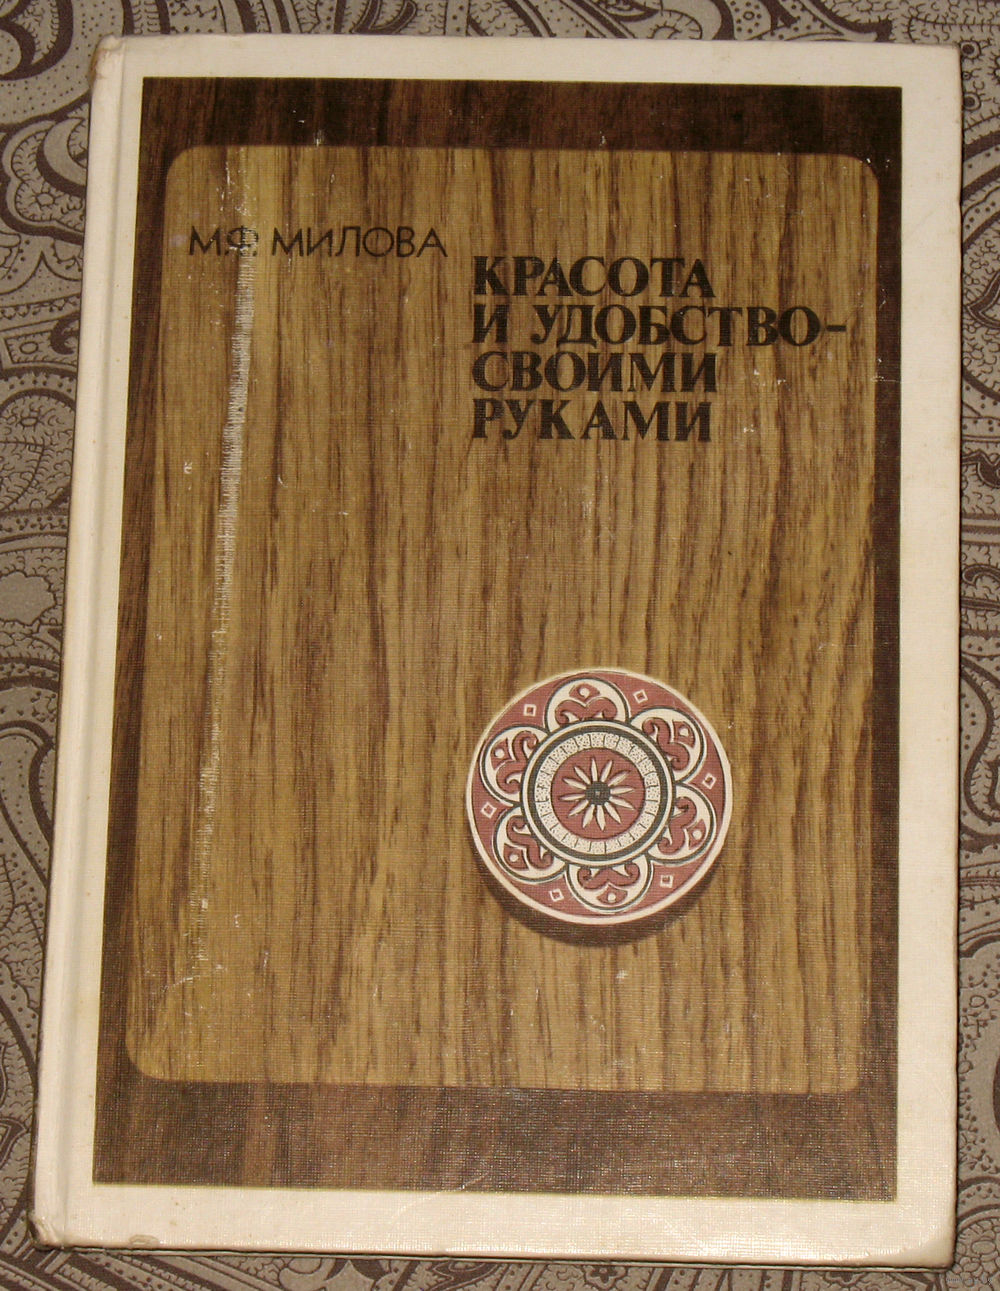 М.Ф. МИЛОВА
КРАСОТА
И УДОБСТВО-
СВОИМИ
РУКАМИ